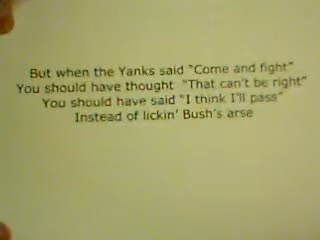 But when the Yanks said "Come and fight"
You should have thought "That can't be right"
You should have said "I think I'll pass"
Instead of lickin' Bush's arse